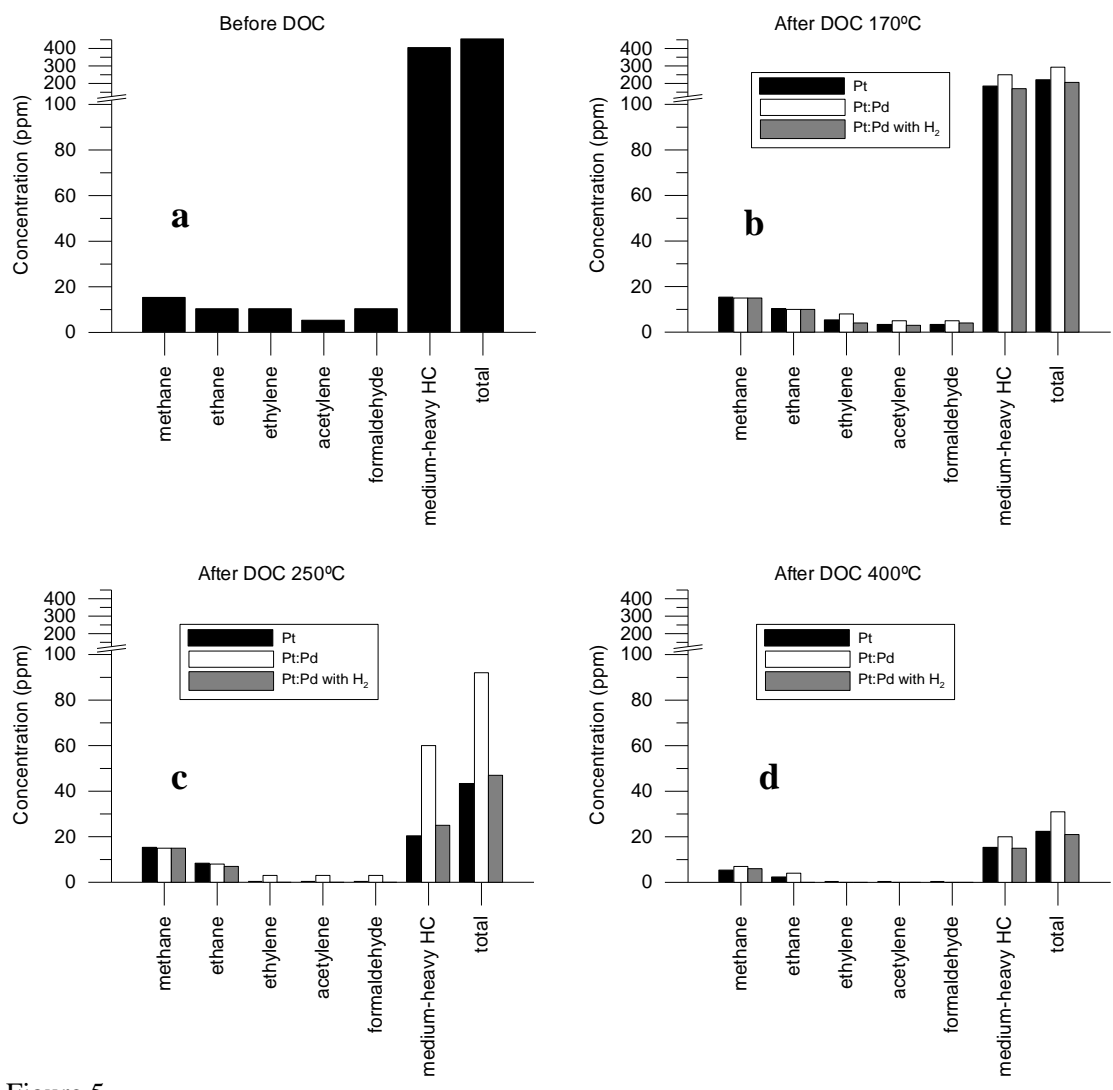 Before DOC
Concentration (ppm)
400
300
200
100
80
60
40
20
0
a
methane
ethane
ethylene
acetylene
formaldehyde
medium-heavy HC
total
After DOC 170ºC
Concentration (ppm)
400
300
200
100
80
60
40
20
0
Pt
Pt:Pd
Pt:Pd with H₂
b
methane
ethane
ethylene
acetylene
formaldehyde
medium-heavy HC
total
After DOC 250ºC
Concentration (ppm)
400
300
200
100
80
60
40
20
0
Pt
Pt:Pd
Pt:Pd with H₂
c
methane
ethane
ethylene
acetylene
formaldehyde
medium-heavy HC
total
After DOC 400ºC
Concentration (ppm)
400
300
200
100
80
60
40
20
0
Pt
Pt:Pd
Pt:Pd with H₂
d
methane
ethane
ethylene
acetylene
formaldehyde
medium-heavy HC
total